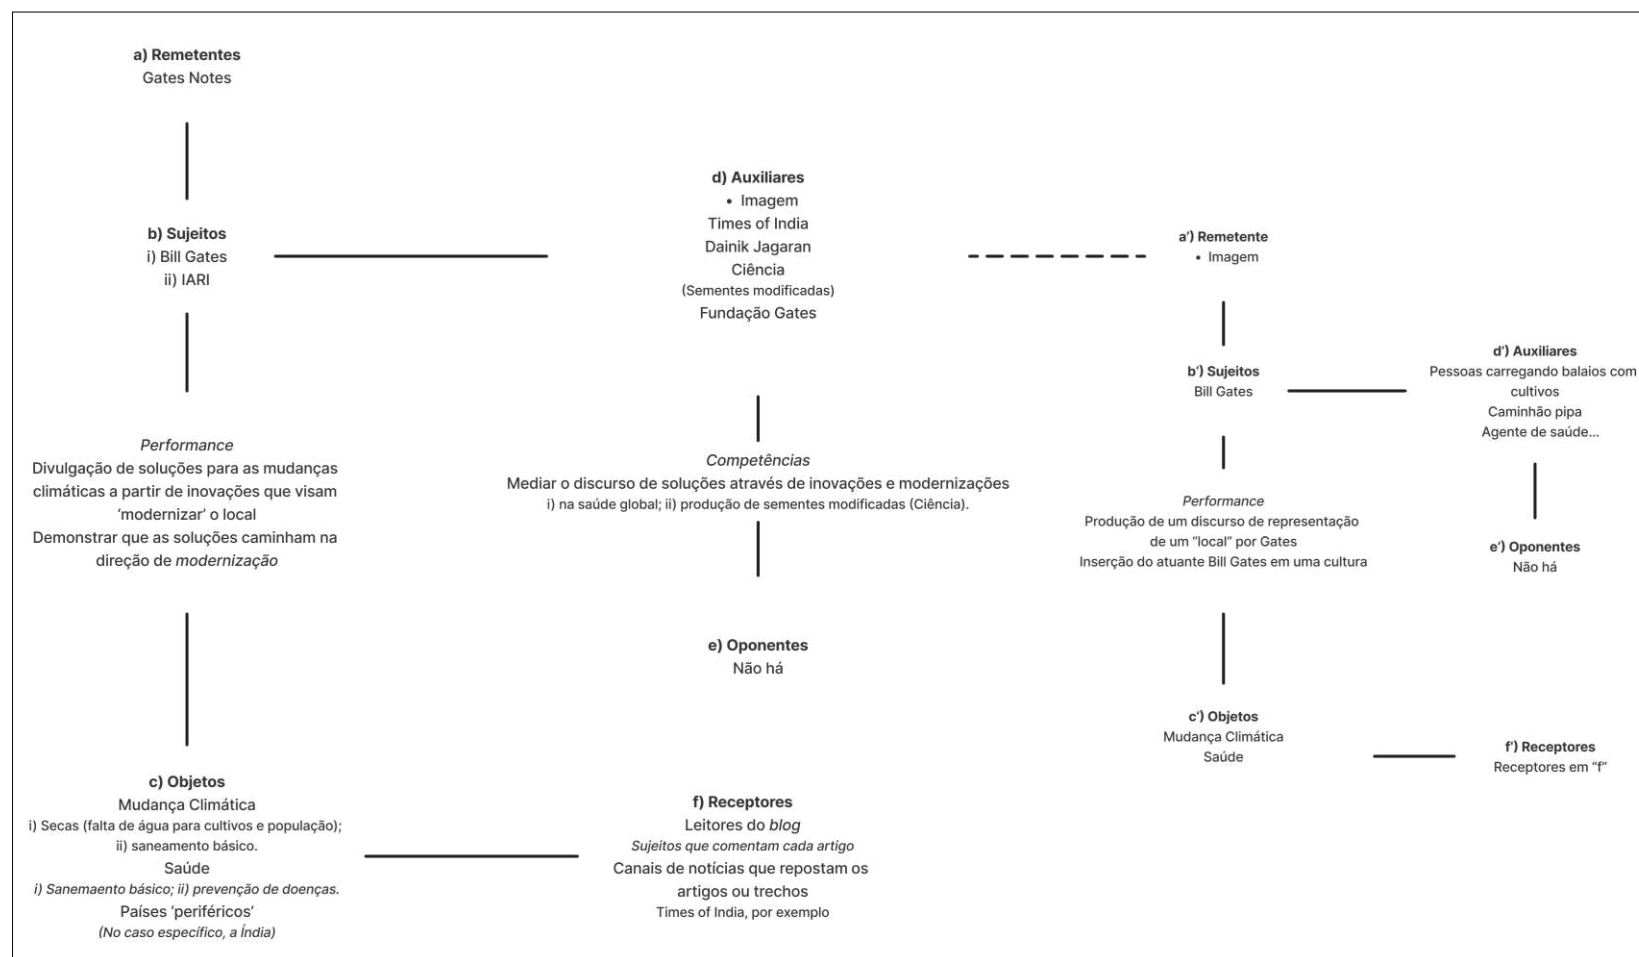 a) Remetentes
Gates Notes
b) Sujeitos
i) Bill Gates
ii) IARI
Performance
Divulgação de soluções para as mudanças
climáticas a partir de inovações que visam
‘modernizar’ o local
Demonstrar que as soluções caminham na
direção de modernização
c) Objetos
Mudança Climática
i) Secas (falta de água para cultivos e população);
ii) saneamento básico.
Saúde
i) Sanemaento básico; ii) prevenção de doenças.
Países ‘periféricos’
(No caso específico, a Índia)
d) Auxiliares
• Imagem
Times of India
Dainik Jagaran
Ciência
(Sementes modificadas)
Fundação Gates
Competências
Mediar o discurso de soluções através de inovações e modernizações
i) na saúde global; ii) produção de sementes modificadas (Ciência).
e) Oponentes
Não há
f) Receptores
Leitores do blog
Sujeitos que comentam cada artigo
Canais de notícias que repostam os
artigos ou trechos
Times of India, por exemplo
a’) Remetente
• Imagem
b’) Sujeitos
Bill Gates
Performance
Produção de um discurso de representação
de um “local” por Gates
Inserção do atuante Bill Gates em uma cultura
c’) Objetos
Mudança Climática
Saúde
d’) Auxiliares
Pessoas carregando balaios com
cultivos
Caminhão pipa
Agente de saúde...
e’) Oponentes
Não há
f’) Receptores
Receptores em “f”